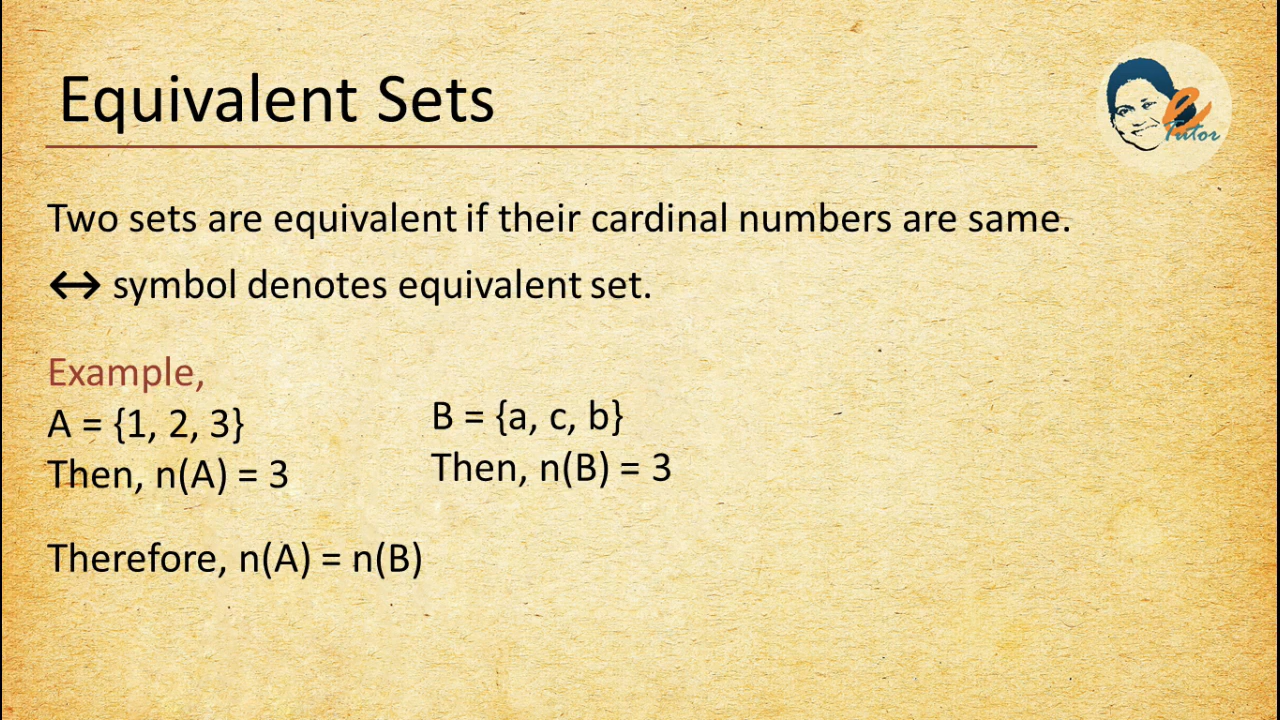 Equivalent Sets
e
Tutor
Two sets are equivalent if their cardinal numbers are same.
↔ symbol denotes equivalent set.
Example,
A = {1, 2, 3}
Then, n(A) = 3
B = {a, c, b}
Then, n(B) = 3
Therefore, n(A) = n(B)